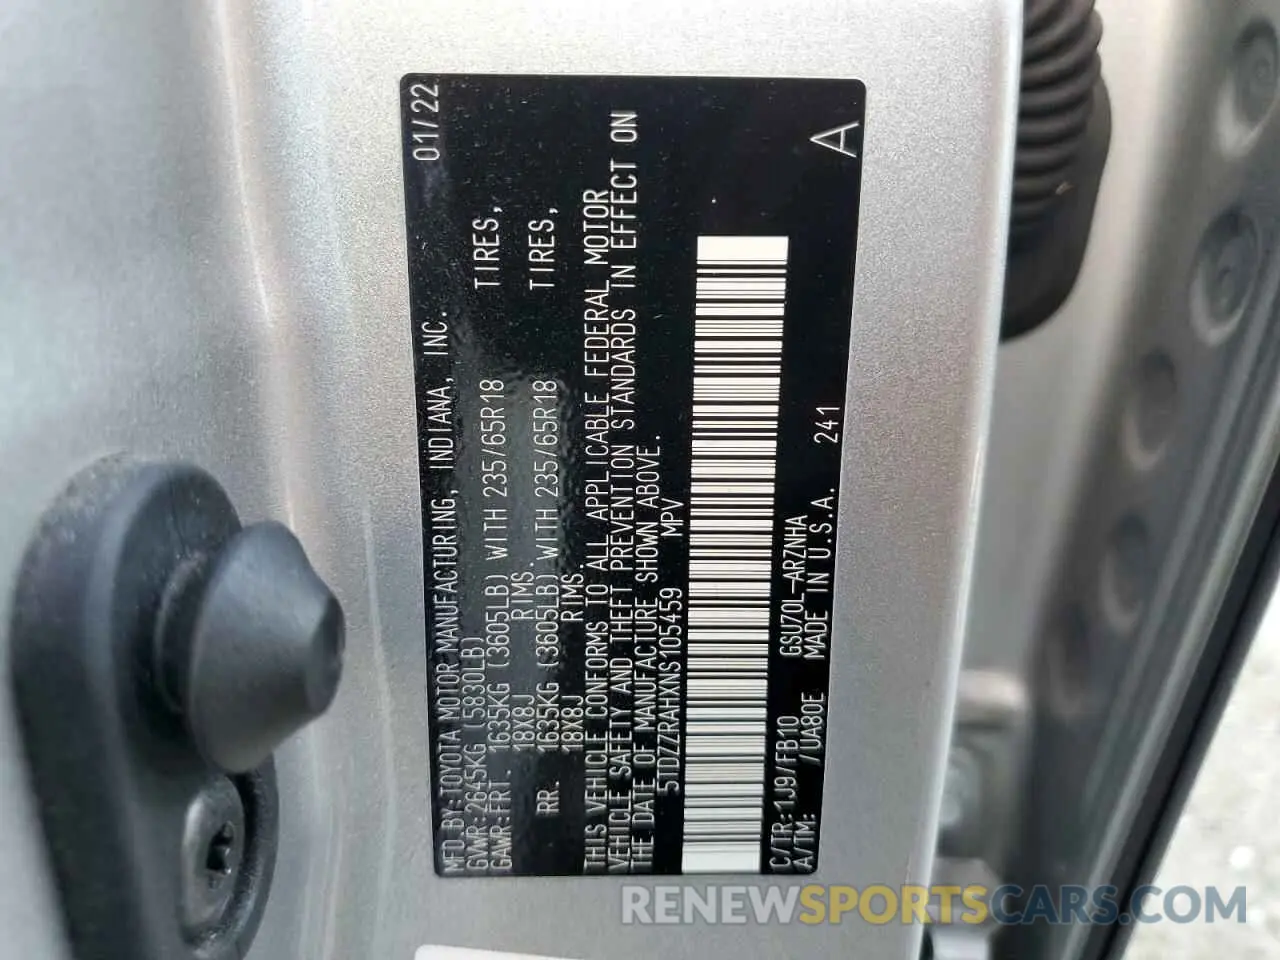 MFD.BY:TOYOTA MOTOR MANUFACTURING, INDIANA, INC. 01/22
GVWR:2645KG (5830LB)
GAWR:FRT. 1635KG (3605LB) WITH 235/65R18 TIRES,
18X8J RIMS.
RR. 1635KG (3605LB) WITH 235/65R18 TIRES,
18X8J RIMS.
THIS VEHICLE CONFORMS TO ALL APPLICABLE FEDERAL MOTOR
VEHICLE SAFETY AND THEFT PREVENTION STANDARDS IN EFFECT ON
THE DATE OF MANUFACTURE SHOWN ABOVE.
5TDZZRAHXNS105459 MPV
C/TR:1J9/FB10 GSU70L-ARZNHA
A/TM: /UA80E MADE IN U.S.A. 241 A
RENEWSPORTSCARS.COM